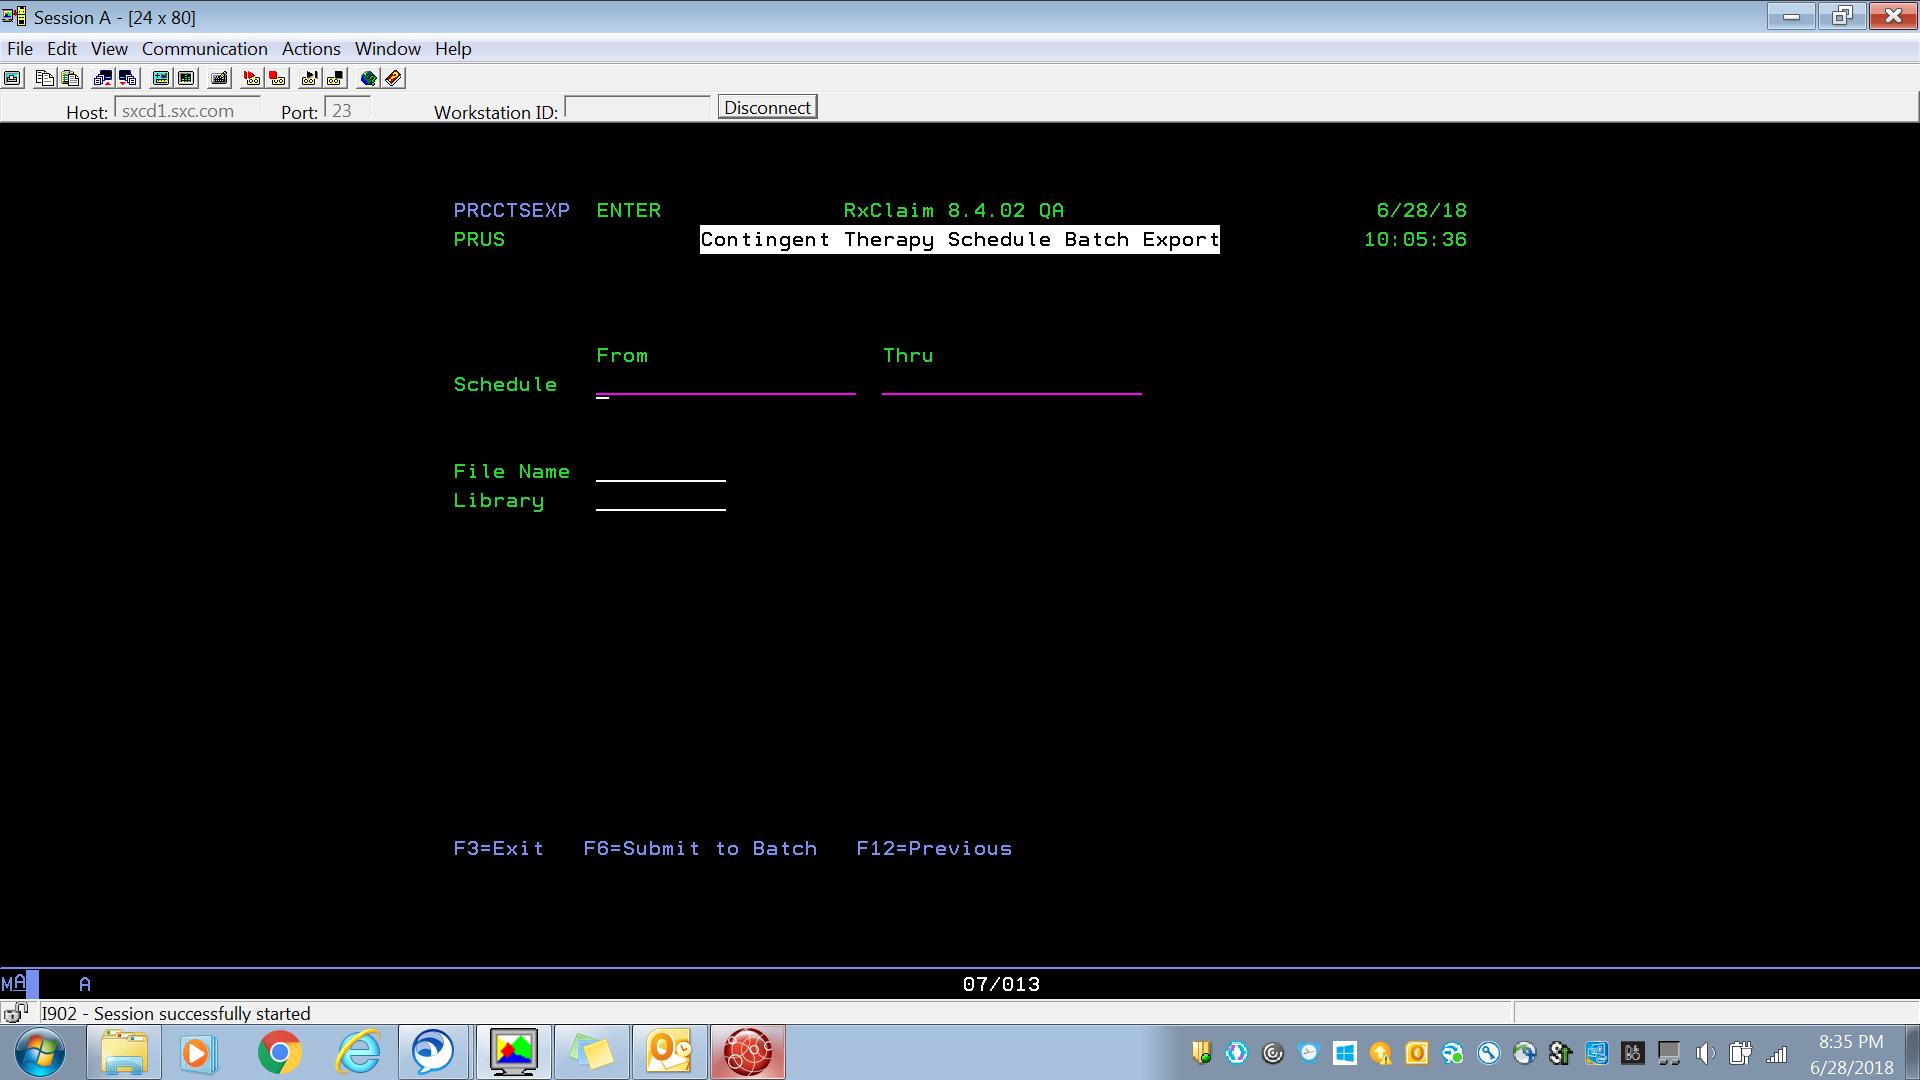 Session A - [24 x 80]
File Edit View Communication Actions Window Help
Host: sxcd1.sxc.com Port: 23 Workstation ID: Disconnect
PRCCTSEXP ENTER RxClaim 8.4.02 QA 6/28/18
PRUS Contingent Therapy Schedule Batch Export 10:05:36
From Thru
Schedule
File Name
Library
F3=Exit F6=Submit to Batch F12=Previous
MA A 07/013
I902 - Session successfully started
8:35 PM
6/28/2018